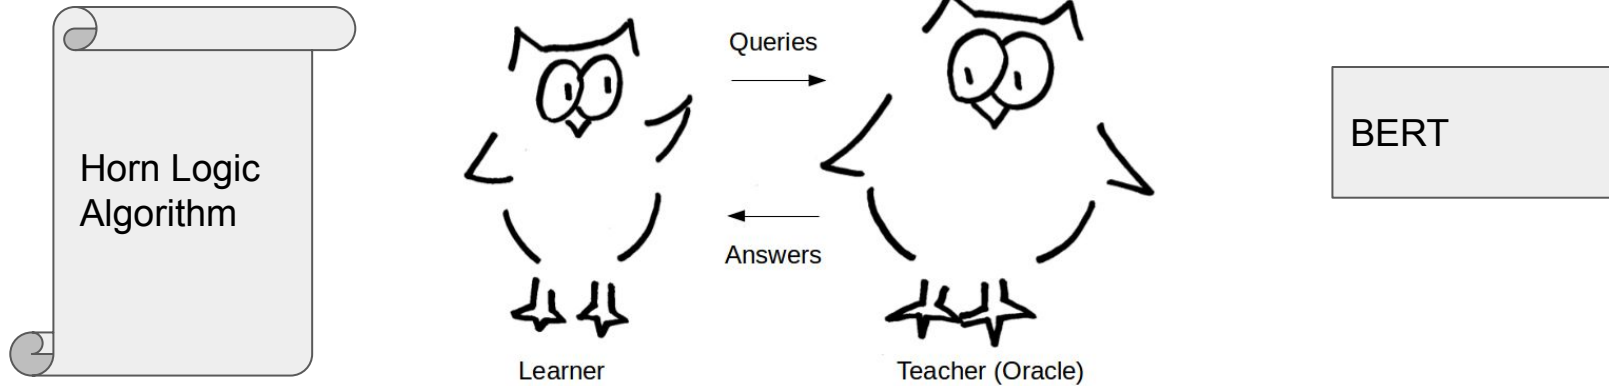 Horn Logic
Algorithm
Queries
Answers
Learner
Teacher (Oracle)
BERT